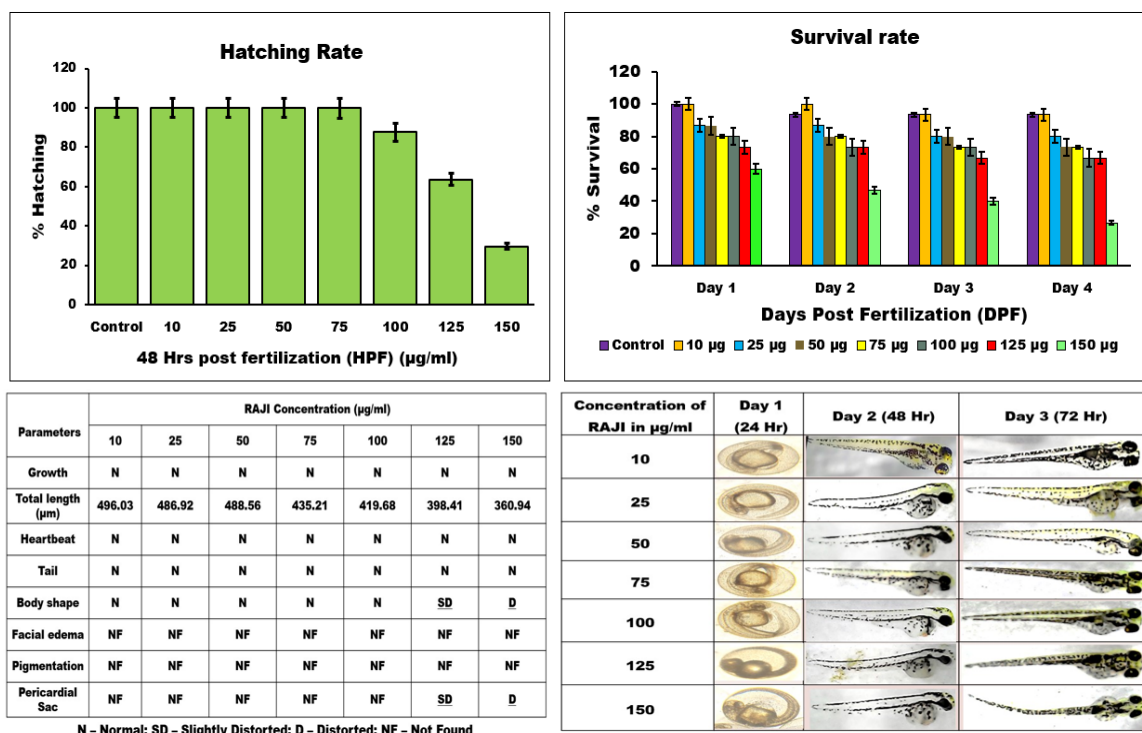 Hatching Rate
120
100
80
60
40
20
0
% Hatching
Control 10 25 50 75 100 125 150
48 Hrs post fertilization (HPF) (µg/ml)
Survival rate
120
100
80
60
40
20
0
% Survival
Day 1 Day 2 Day 3 Day 4
Days Post Fertilization (DPF)
Control 10 µg 25 µg 50 µg 75 µg 100 µg 125 µg 150 µg
Parameters RAJI Concentration (µg/ml)
10 25 50 75 100 125 150
Growth N N N N N N N
Total length
(µm) 496.03 486.92 488.56 435.21 419.68 398.41 360.94
Heartbeat N N N N N N N
Tail N N N N N N N
Body shape N N N N N SD D
Facial edema NF NF NF NF NF NF NF
Pigmentation NF NF NF NF NF NF NF
Pericardial
Sac NF NF NF NF NF SD D
N – Normal; SD – Slightly Distorted; D – Distorted; NF – Not Found
Concentration of
RAJI in µg/ml
Day 1
(24 Hr)
Day 2 (48 Hr)
Day 3 (72 Hr)
10
25
50
75
100
125
150